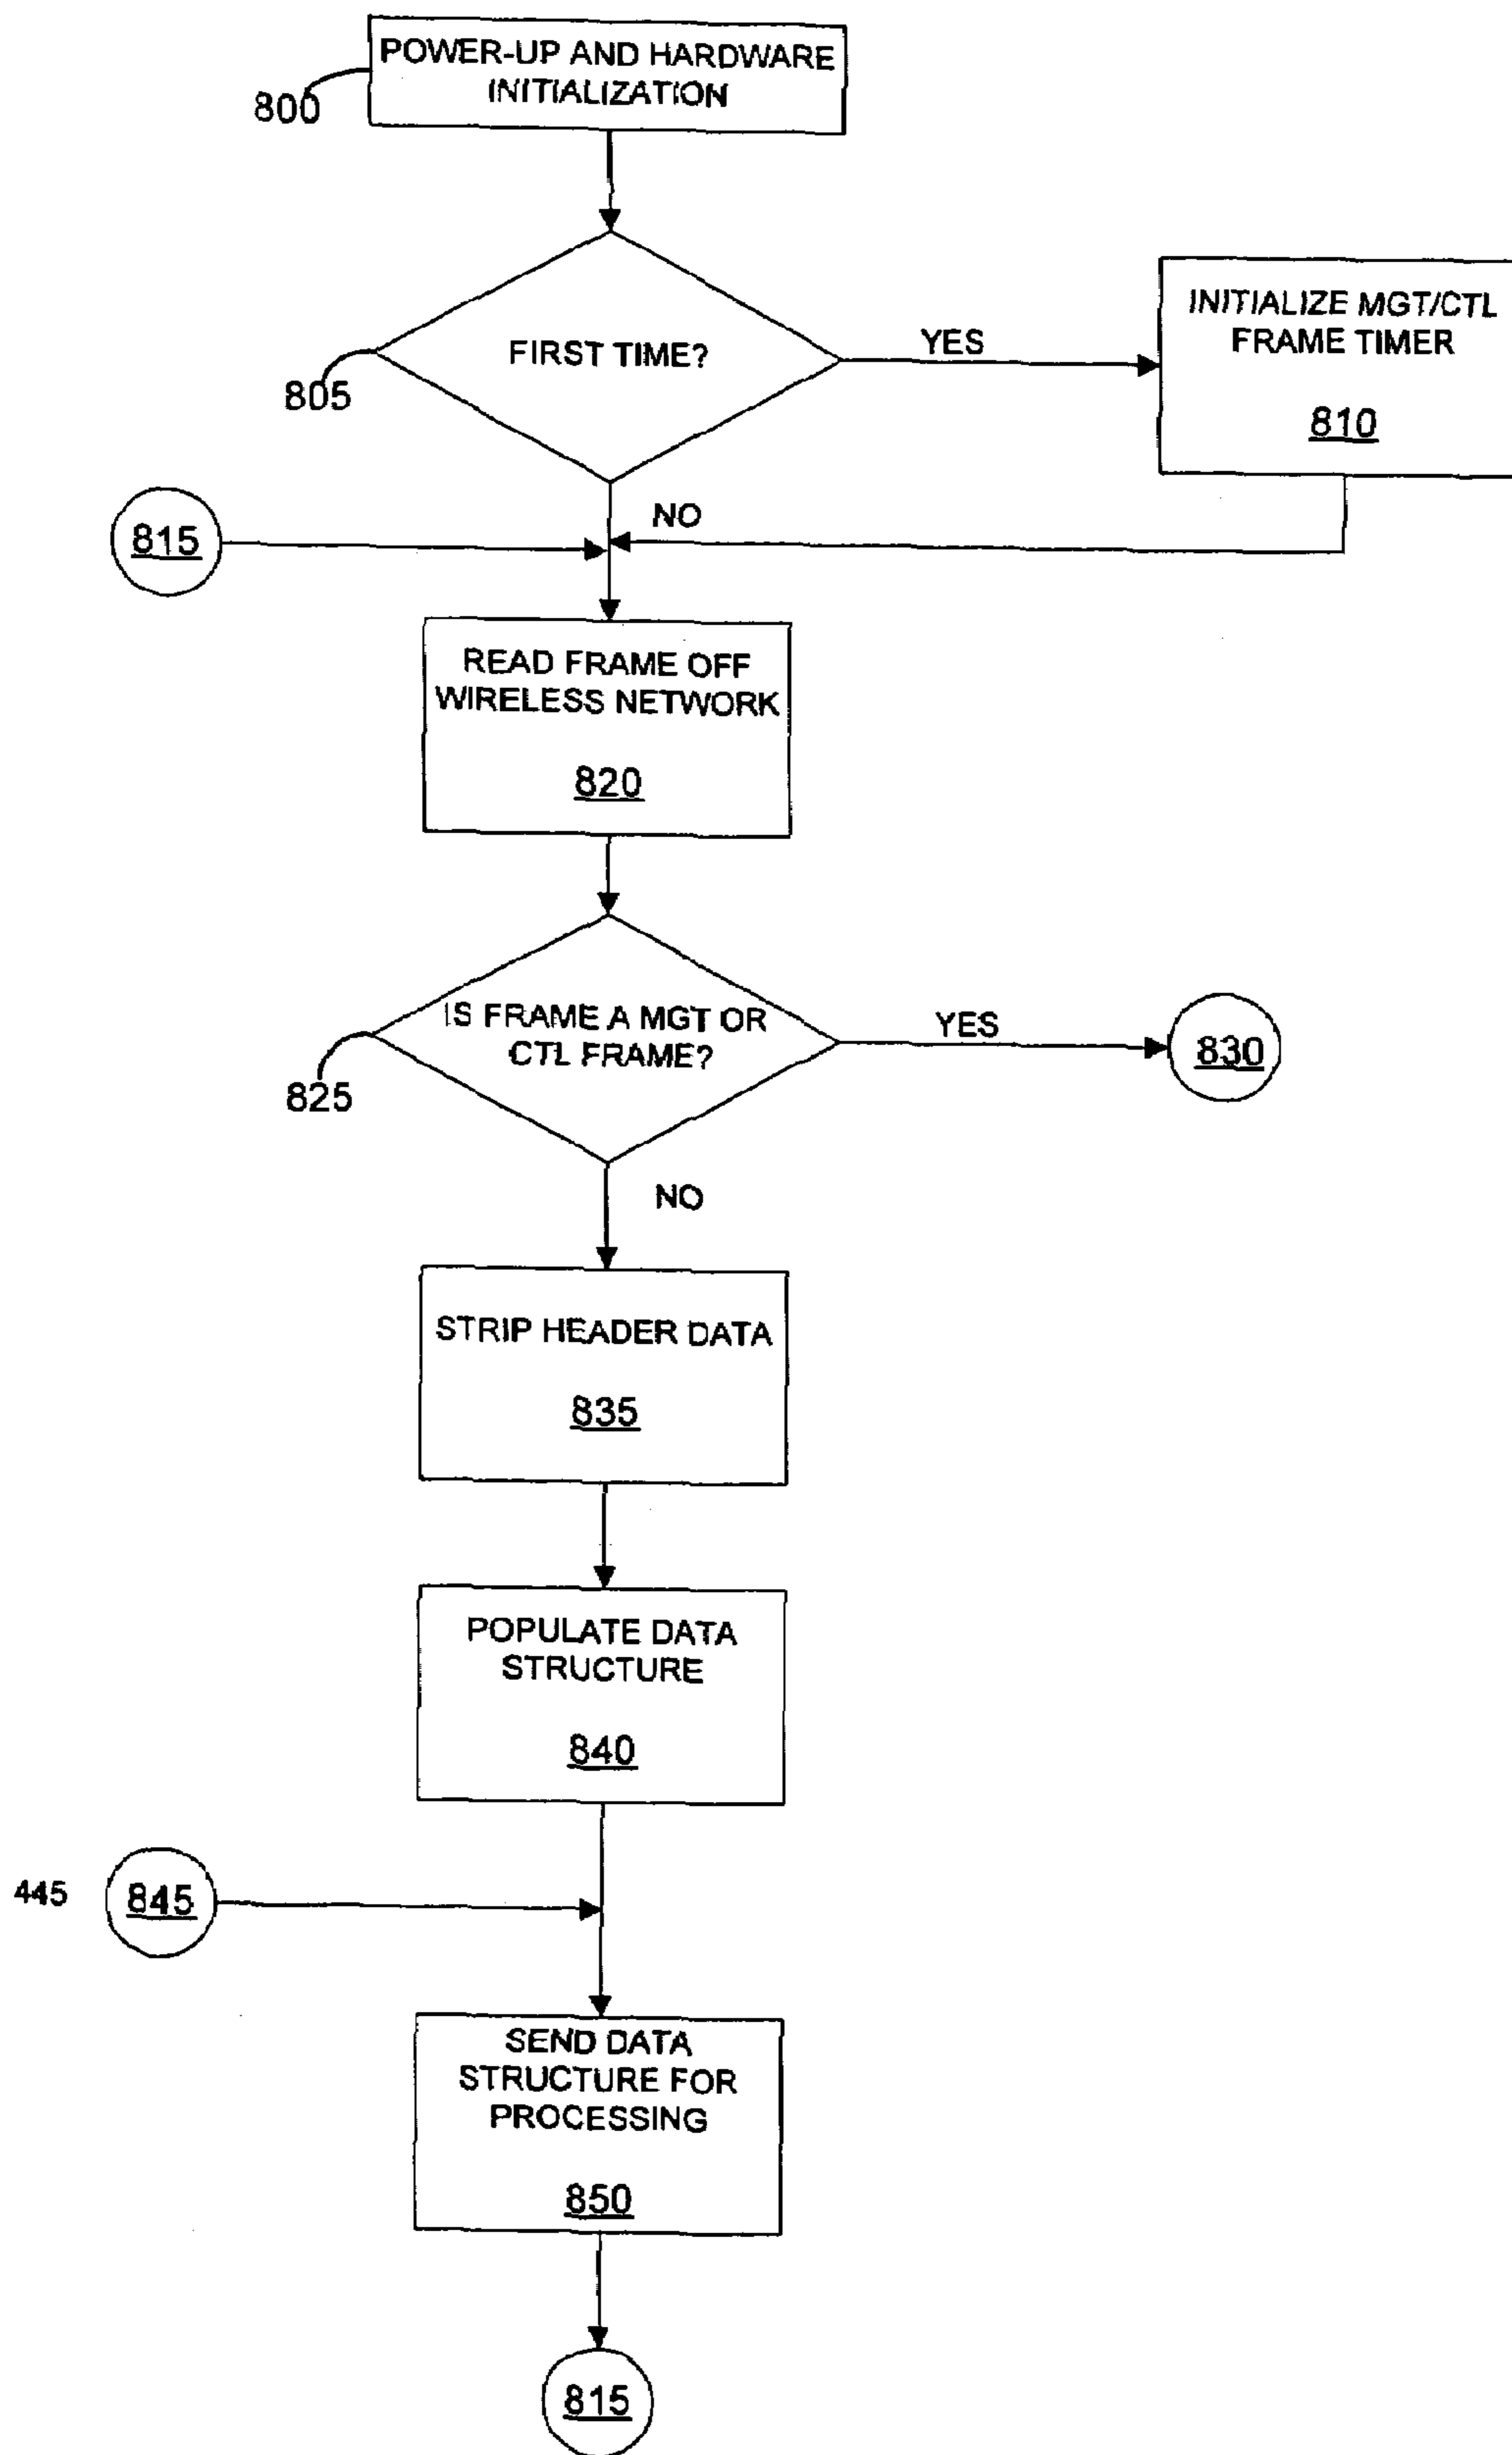 POWER-UP AND HARDWARE
INITIALIZATION
800
FIRST TIME?
805
YES
INITIALIZE MGT/CTL
FRAME TIMER
810
NO
815
READ FRAME OFF
WIRELESS NETWORK
820
IS FRAME A MGT OR
CTL FRAME?
825
YES
830
NO
STRIP HEADER DATA
835
POPULATE DATA
STRUCTURE
840
445
845
SEND DATA
STRUCTURE FOR
PROCESSING
850
815